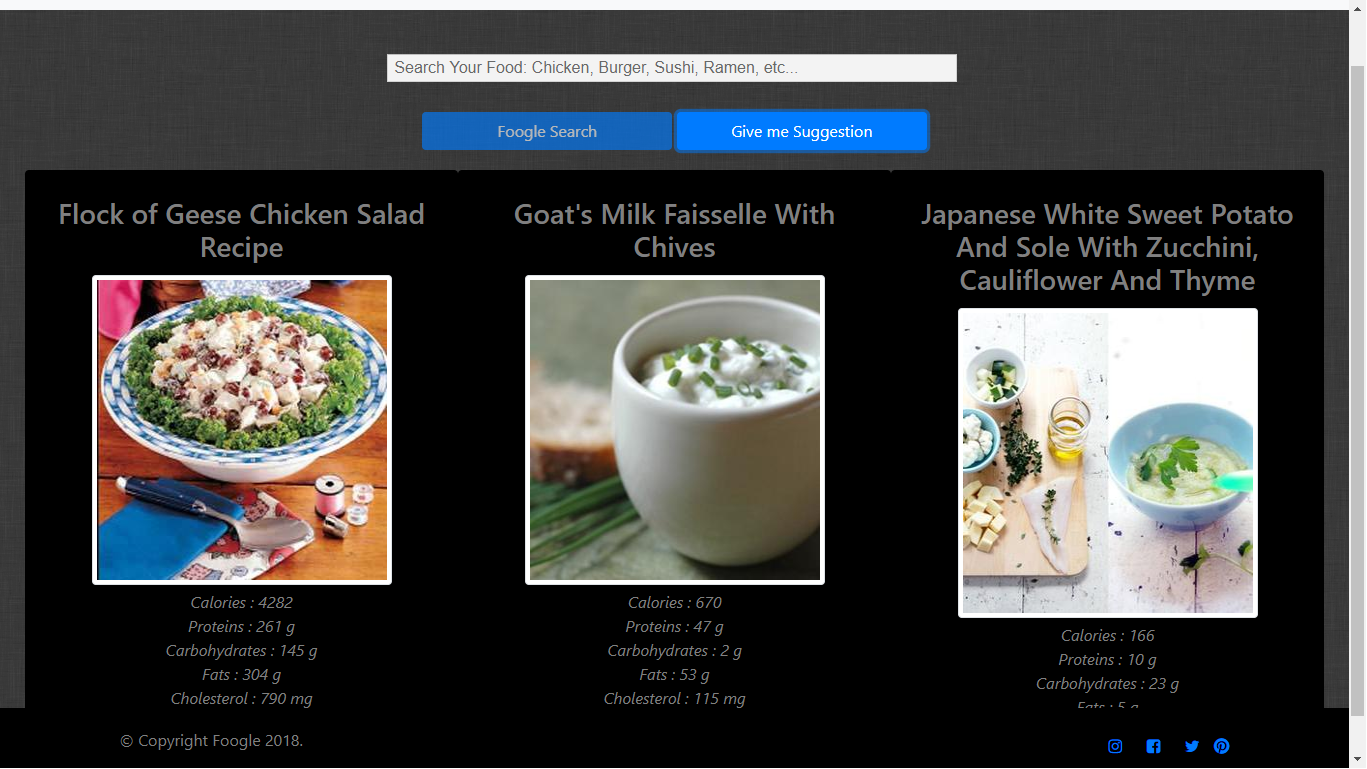 Search Your Food: Chicken, Burger, Sushi, Ramen, etc...
Foogle Search
Give me Suggestion
Flock of Geese Chicken Salad
Recipe
Calories : 4282
Proteins : 261 g
Carbohydrates : 145 g
Fats : 304 g
Cholesterol : 790 mg
Goat's Milk Faisselle With
Chives
Calories : 670
Proteins : 47 g
Carbohydrates : 2 g
Fats : 53 g
Cholesterol : 115 mg
Japanese White Sweet Potato
And Sole With Zucchini,
Cauliflower And Thyme
Calories : 166
Proteins : 10 g
Carbohydrates : 23 g
Fats : 5 g
© Copyright Foogle 2018.